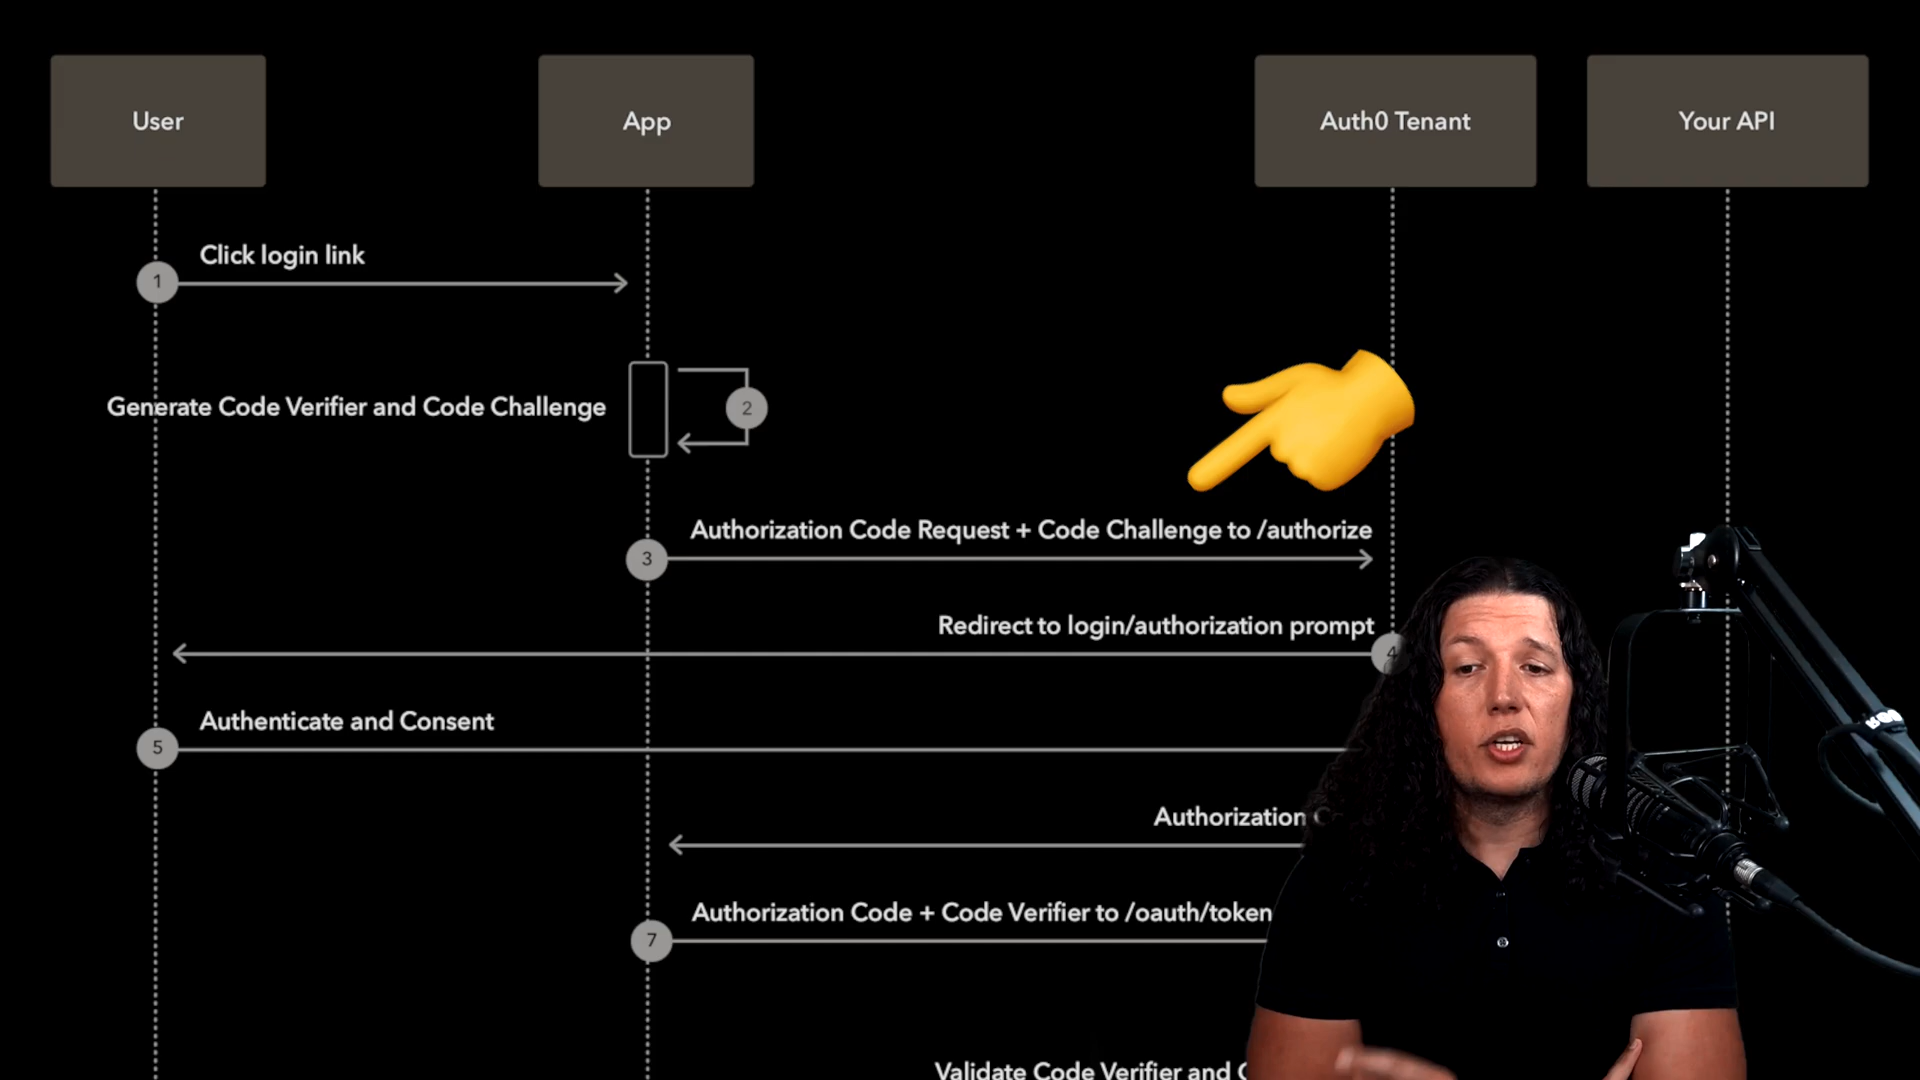 User
App
Auth0 Tenant
Your API
Click login link
1
Generate Code Verifier and Code Challenge
2
Authorization Code Request + Code Challenge to /authorize
3
Redirect to login/authorization prompt
4
Authenticate and Consent
5
Authorization
Authorization Code + Code Verifier to /oauth/token
7
Validate Code Verifier and